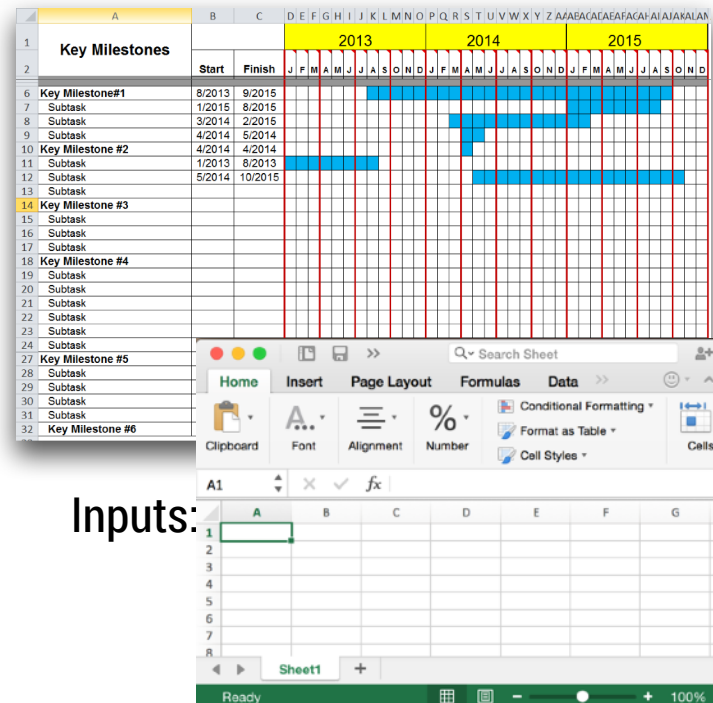 A B C D E F G H I J K L M N O P Q R S T U V W X Y Z AAABACADAEAFAGAHAIAJAKALAN
1 Key Milestones 2013 2014 2015
2 Start Finish J F M A M J J A S O N D J F M A M J J A S O N D J F M A M J J A S O N D
6 Key Milestone#1 8/2013 9/2015
7 Subtask 1/2015 8/2015
8 Subtask 3/2014 2/2015
9 Subtask 4/2014 5/2014
10 Key Milestone #2 4/2014 4/2014
11 Subtask 1/2013 8/2013
12 Subtask 5/2014 10/2015
13 Subtask
14 Key Milestone #3
15 Subtask
16 Subtask
17 Subtask
18 Key Milestone #4
19 Subtask
20 Subtask
21 Subtask
22 Subtask
23 Subtask
24 Subtask
27 Key Milestone #5
28 Subtask
29 Subtask
30 Subtask
31 Subtask
32 Key Milestone #6
Inputs:
Search Sheet
Home Insert Page Layout Formulas Data
Clipboard Font Alignment Number Conditional Formatting
Format as Table
Cell Styles
Cells
A1 fx
A B C D E F G
1
2
3
4
5
6
7
8
Sheet1 +
Ready 100%